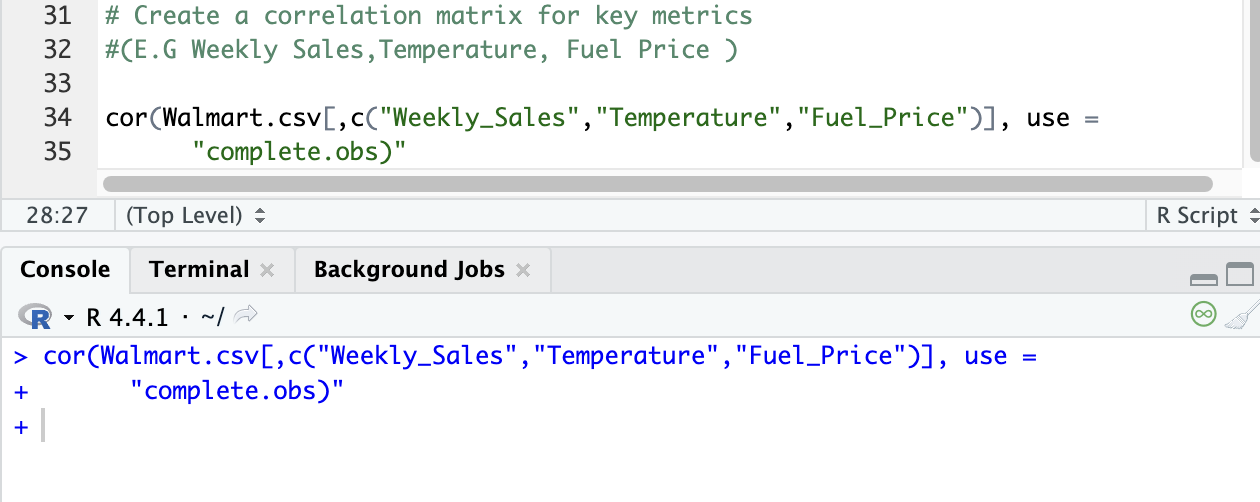 31 # Create a correlation matrix for key metrics
32 #(E.G Weekly Sales,Temperature, Fuel Price )
33
34 cor(Walmart.csv[,c("Weekly_Sales","Temperature","Fuel_Price")], use =
35 "complete.obs)"
28:27 (Top Level) R Script
Console Terminal Background Jobs
R R 4.4.1 · ~/
> cor(Walmart.csv[,c("Weekly_Sales","Temperature","Fuel_Price")], use =
+ "complete.obs)"
+